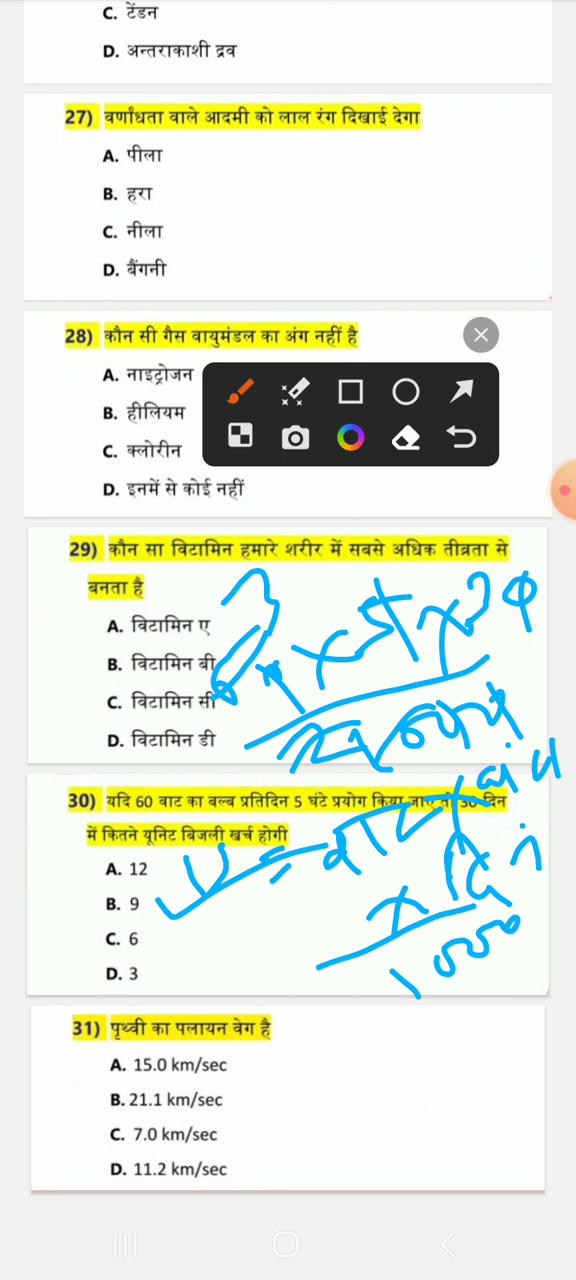 C. टेंडन
D. अन्तराकाशी द्रव
27) वर्णांधता वाले आदमी को लाल रंग दिखाई देगा
A. पीला
B. हरा
C. नीला
D. बैंगनी
28) कौन सी गैस वायुमंडल का अंग नहीं है
A. नाइट्रोजन
B. हीलियम
C. क्लोरीन
D. इनमें से कोई नहीं
29) कौन सा विटामिन हमारे शरीर में सबसे अधिक तीव्रता से
बनता है
A. विटामिन ए
B. विटामिन बी
C. विटामिन सी
D. विटामिन डी
30) यदि 60 वाट का बल्ब प्रतिदिन 5 घंटे प्रयोग किया जाए तो 30 दिन
में कितने यूनिट बिजली खर्च होगी
A. 12
B. 9
C. 6
D. 3
1000
31) पृथ्वी का पलायन वेग है
A. 15.0 km/sec
B. 21.1 km/sec
C. 7.0 km/sec
D. 11.2 km/sec